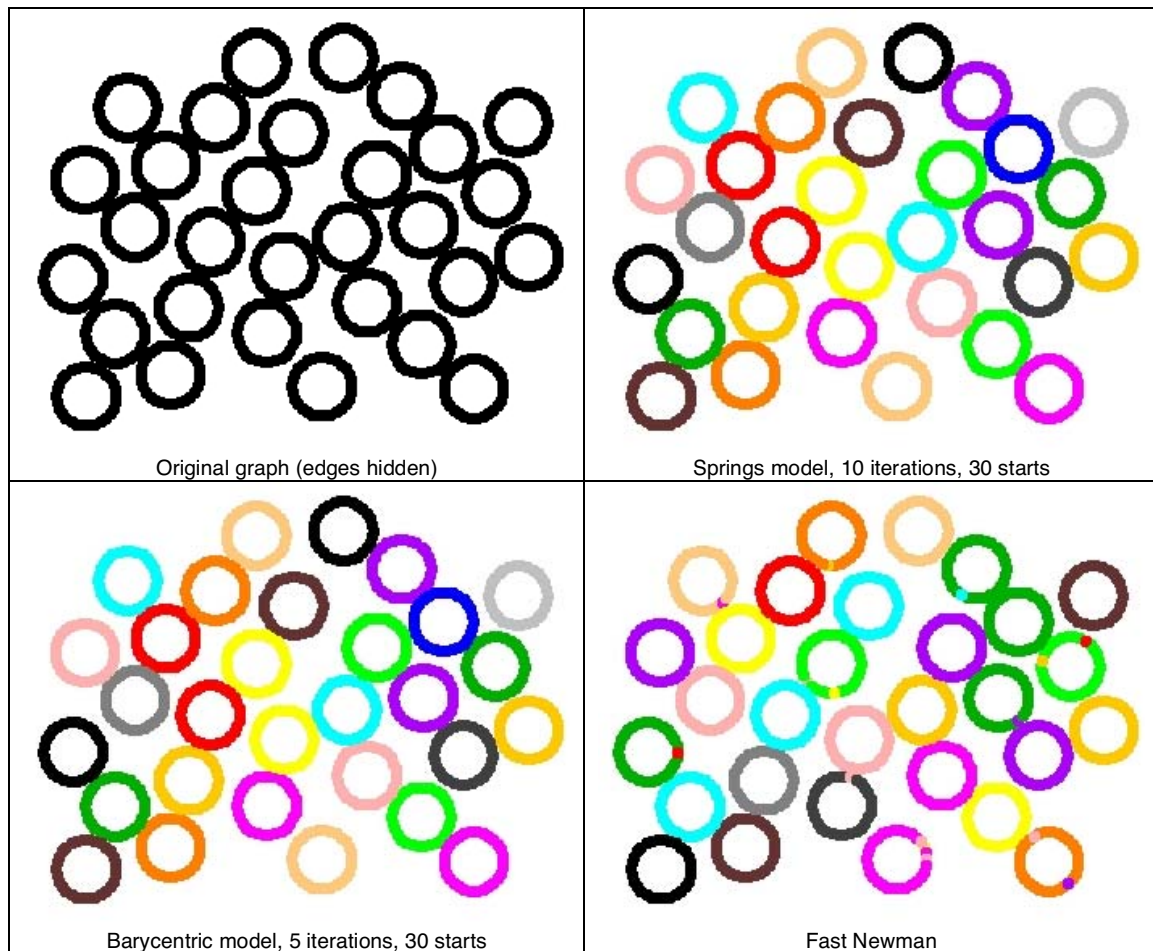 Original graph (edges hidden)
Springs model, 10 iterations, 30 starts
Barycentric model, 5 iterations, 30 starts
Fast Newman